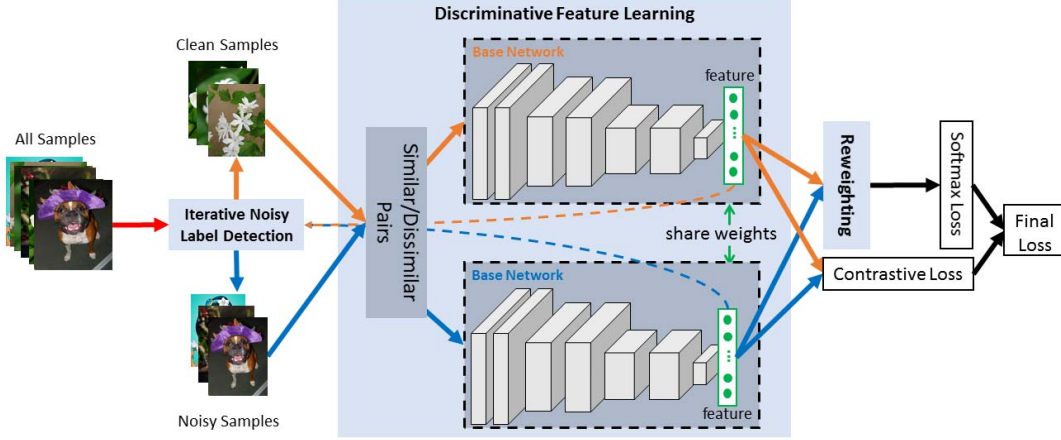 Discriminative Feature Learning
Clean Samples
All Samples
Iterative Noisy
Label Detection
Noisy Samples
Similar/Dissimilar
Pairs
Base Network
feature
...
share weights
Base Network
...
feature
Reweighting
Softmax Loss
Contrastive Loss
Final
Loss